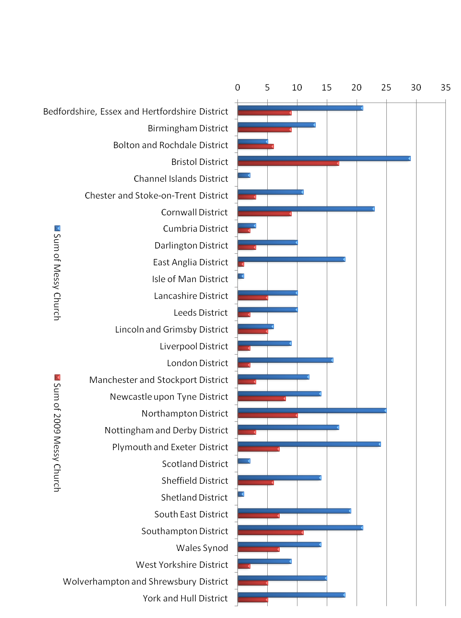 0 5 10 15 20 25 30 35
Bedfordshire, Essex and Hertfordshire District
Birmingham District
Bolton and Rochdale District
Bristol District
Channel Islands District
Chester and Stoke-on-Trent District
Cornwall District
Cumbria District
Darlington District
East Anglia District
Isle of Man District
Lancashire District
Leeds District
Lincoln and Grimsby District
Liverpool District
London District
Manchester and Stockport District
Newcastle upon Tyne District
Northampton District
Nottingham and Derby District
Plymouth and Exeter District
Scotland District
Sheffield District
Shetland District
South East District
Southampton District
Wales Synod
West Yorkshire District
Wolverhampton and Shrewsbury District
York and Hull District
Sum of Messy Church
Sum of 2009 Messy Church